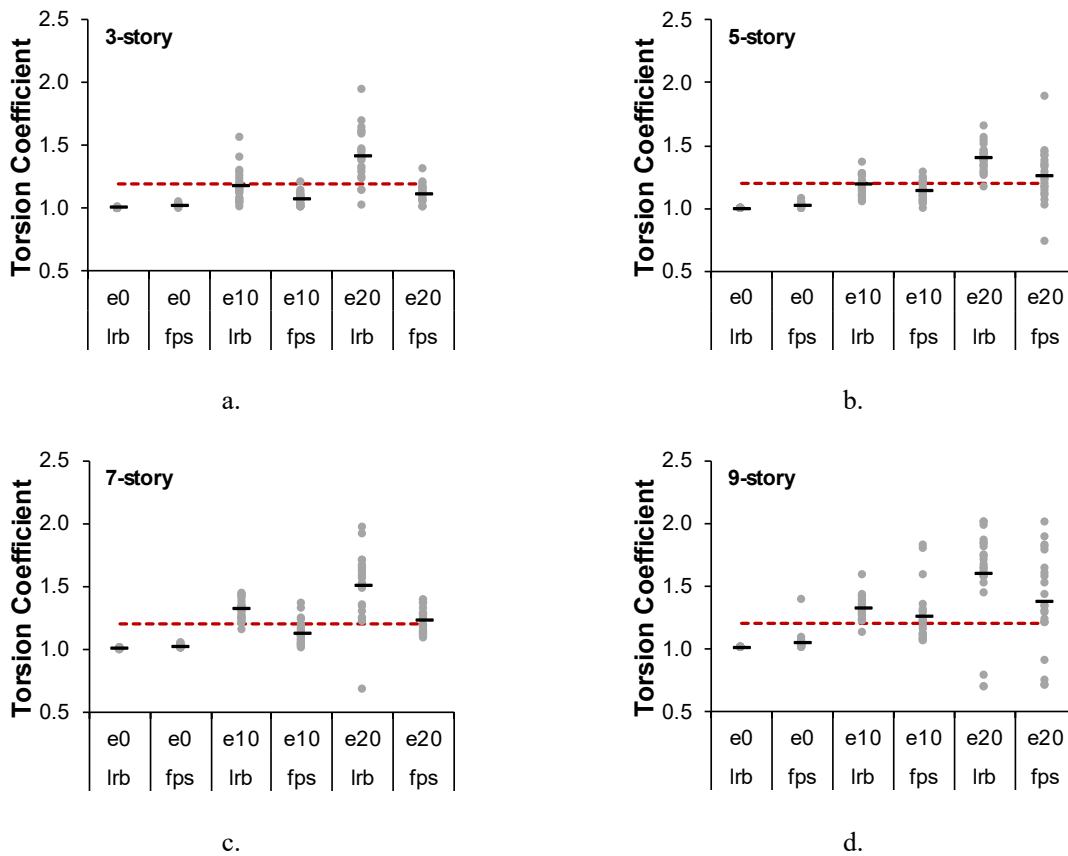 3-story
Torsion Coefficient
2.5
2.0
1.5
1.0
0.5
e0 e0 e10 e10 e20 e20
lrb fps lrb fps lrb fps
a.
5-story
Torsion Coefficient
2.5
2.0
1.5
1.0
0.5
e0 e0 e10 e10 e20 e20
lrb fps lrb fps lrb fps
b.
7-story
Torsion Coefficient
2.5
2.0
1.5
1.0
0.5
e0 e0 e10 e10 e20 e20
lrb fps lrb fps lrb fps
c.
9-story
Torsion Coefficient
2.5
2.0
1.5
1.0
0.5
e0 e0 e10 e10 e20 e20
lrb fps lrb fps lrb fps
d.